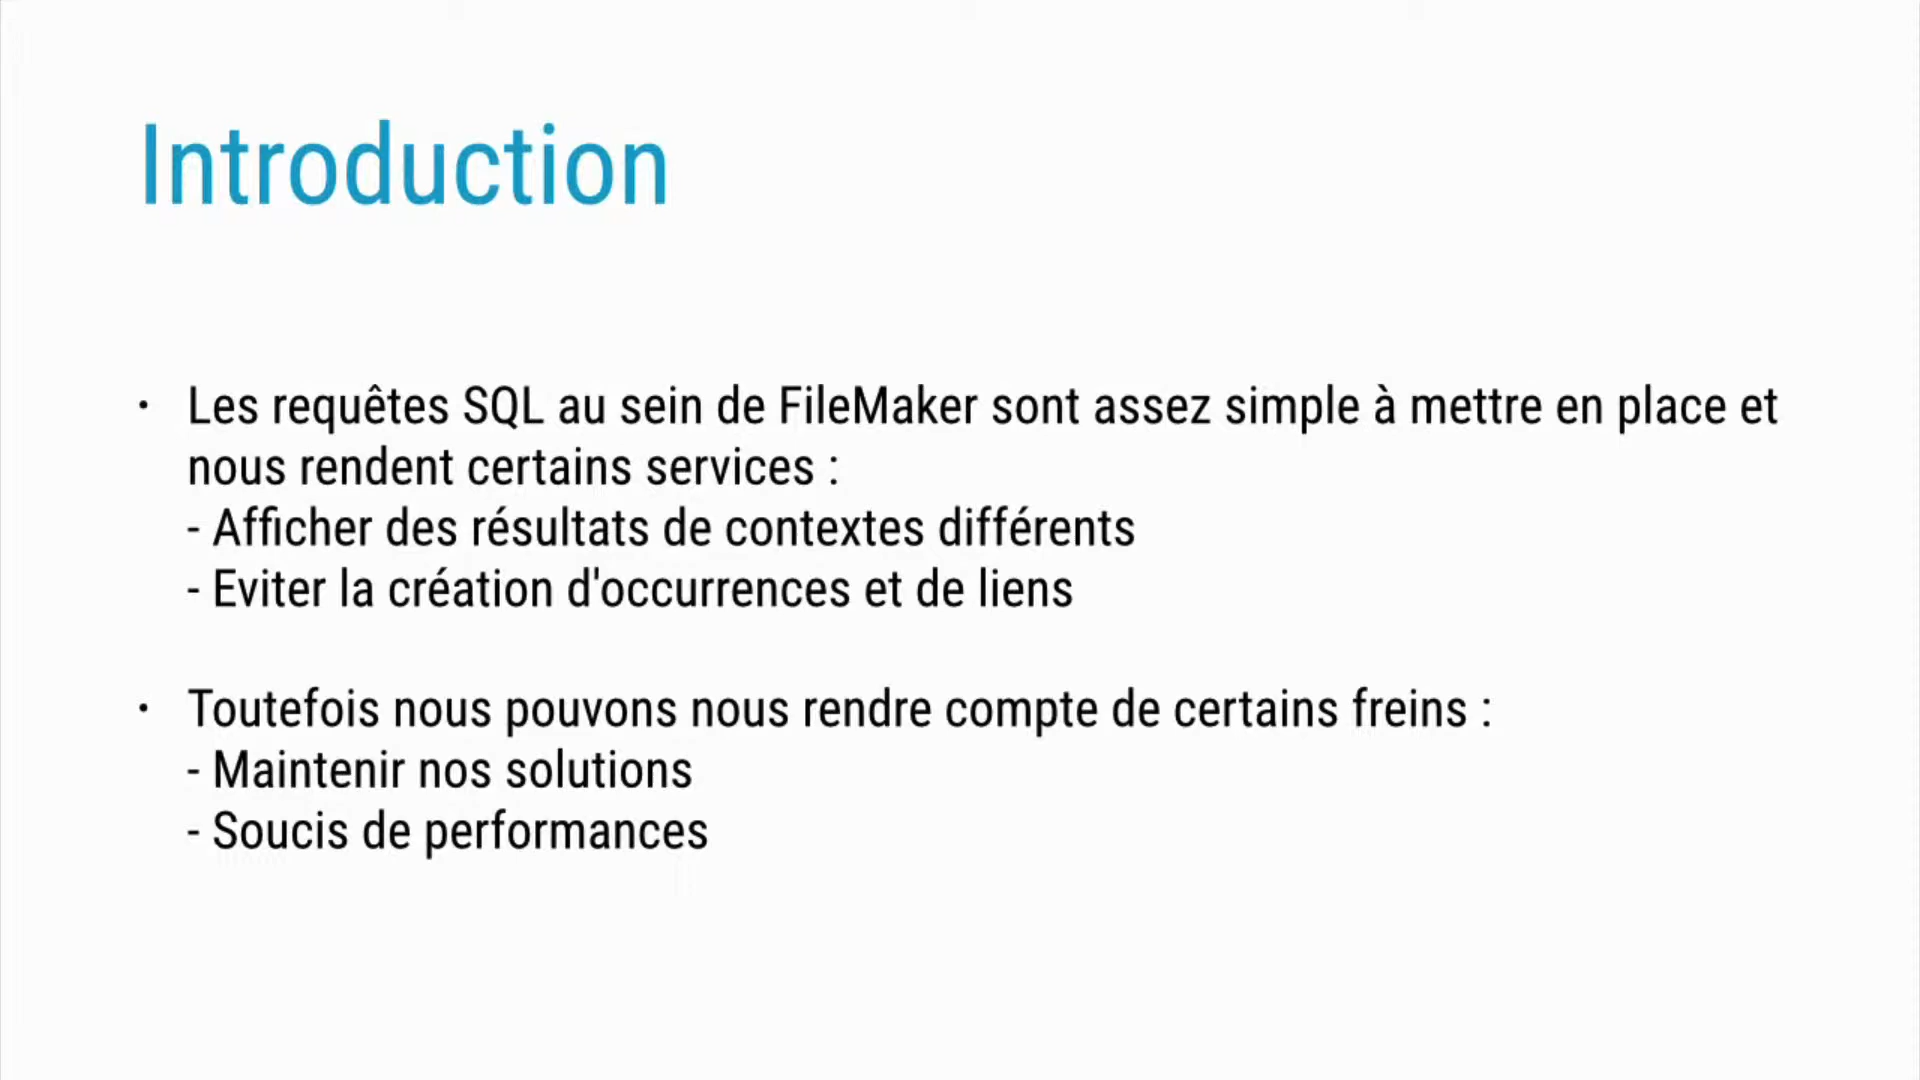 Introduction
· Les requêtes SQL au sein de FileMaker sont assez simple à mettre en place et
nous rendent certains services :
- Afficher des résultats de contextes différents
- Eviter la création d'occurrences et de liens
· Toutefois nous pouvons nous rendre compte de certains freins :
- Maintenir nos solutions
- Soucis de performances